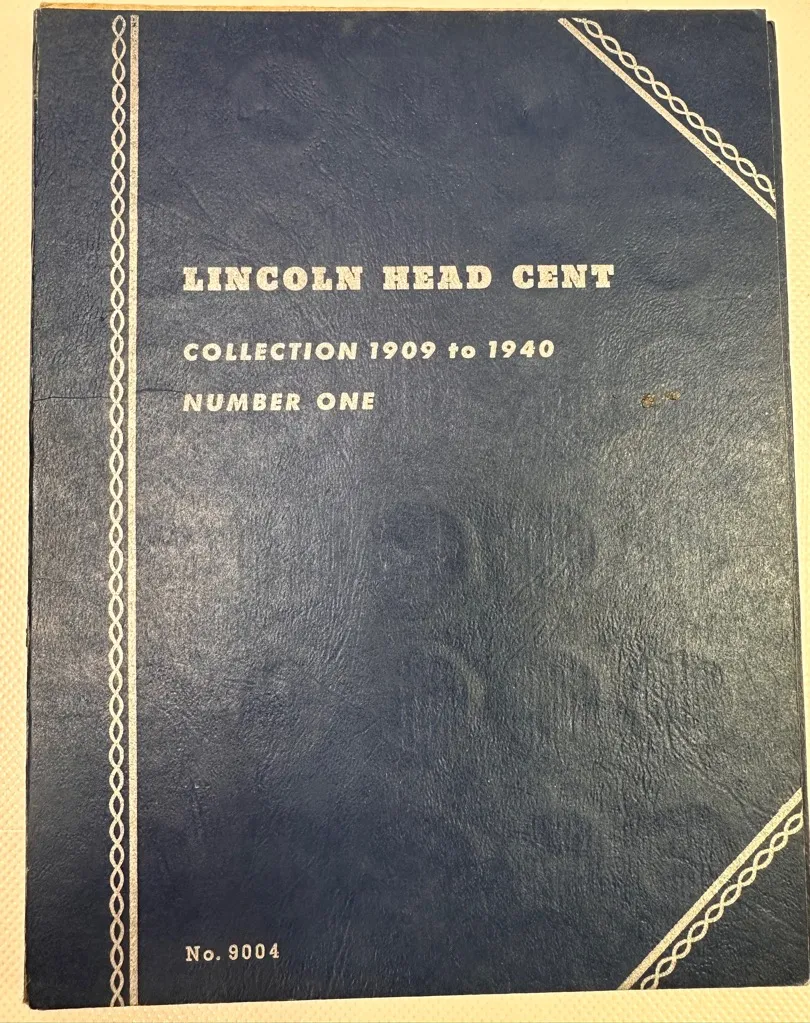 LINCOLN HEAD CENT
COLLECTION 1909 to 1940
NUMBER ONE
No. 9004